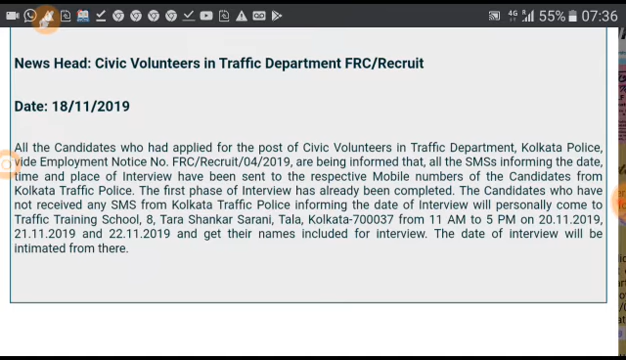 4G R 55% 07:36
News Head: Civic Volunteers in Traffic Department FRC/Recruit
Date: 18/11/2019
All the Candidates who had applied for the post of Civic Volunteers in Traffic Department, Kolkata Police,
vide Employment Notice No. FRC/Recruit/04/2019, are being informed that, all the SMSs informing the date,
time and place of Interview have been sent to the respective Mobile numbers of the Candidates from
Kolkata Traffic Police. The first phase of Interview has already been completed. The Candidates who have
not received any SMS from Kolkata Traffic Police informing the date of Interview will personally come to
Traffic Training School, 8, Tara Shankar Sarani, Tala, Kolkata-700037 from 11 AM to 5 PM on 20.11.2019,
21.11.2019 and 22.11.2019 and get their names included for interview. The date of interview will be
intimated from there.